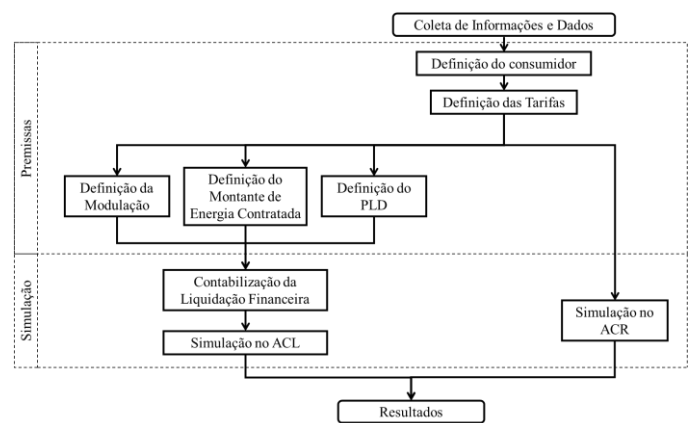 Coleta de Informações e Dados
Premissas
Definição do consumidor
Definição das Tarifas
Definição da
Modulação
Definição do
Montante de
Energia Contratada
Definição do
PLD
Simulação
Contabilização da
Liquidação Financeira
Simulação no ACL
Simulação no
ACR
Resultados